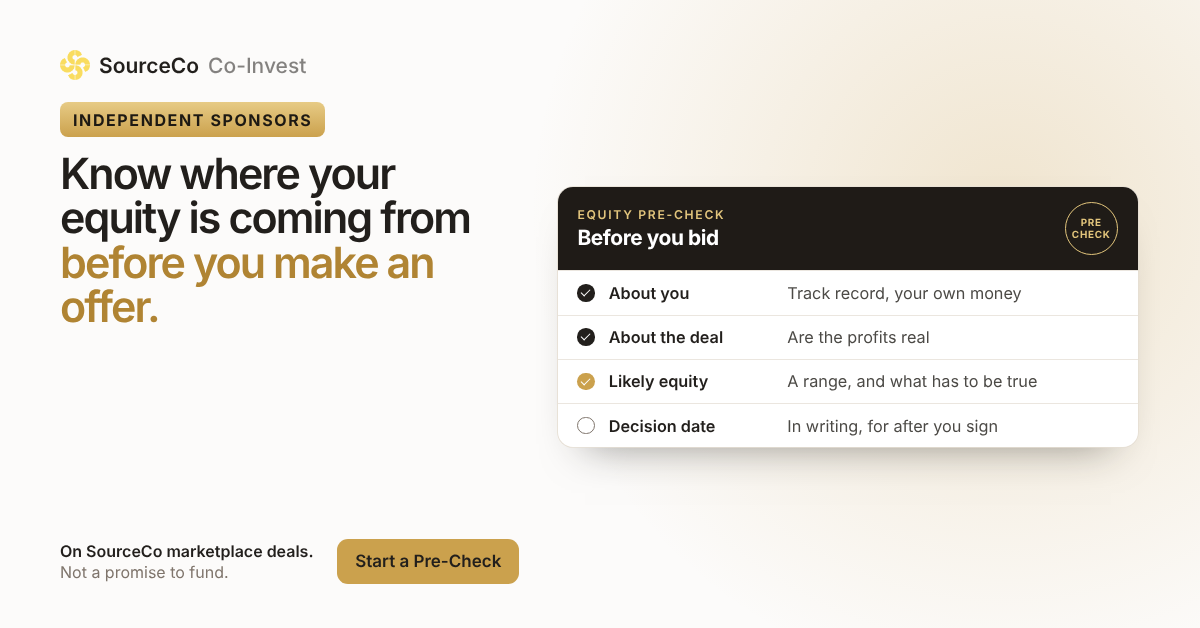 SourceCo Co-Invest
INDEPENDENT SPONSORS
Know where your
equity is coming from
before you make an
offer.
EQUITY PRE-CHECK
Before you bid
PRE
CHECK
About you Track record, your own money
About the deal Are the profits real
Likely equity A range, and what has to be true
Decision date In writing, for after you sign
On SourceCo marketplace deals.
Not a promise to fund.
Start a Pre-Check